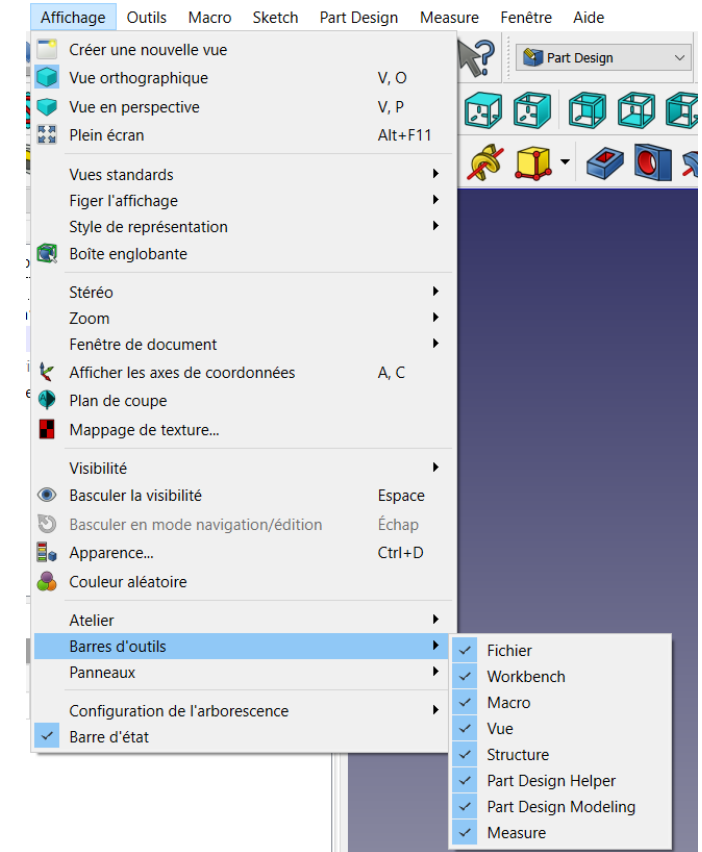 Affichage Outils Macro Sketch Part Design Measure Fenêtre Aide
Créer une nouvelle vue
Part Design
Vue orthographique V, O
Vue en perspective V, P
Plein écran Alt+F11
Vues standards
Figer l'affichage
Style de représentation
Boîte englobante
Stéréo
Zoom
Fenêtre de document
Afficher les axes de coordonnées A, C
Plan de coupe
Mappage de texture...
Visibilité
Basculer la visibilité Espace
Basculer en mode navigation/édition Échap
Apparence... Ctrl+D
Couleur aléatoire
Atelier
Barres d'outils
Panneaux
Configuration de l'arborescence
Barre d'état
Fichier
Workbench
Macro
Vue
Structure
Part Design Helper
Part Design Modeling
Measure